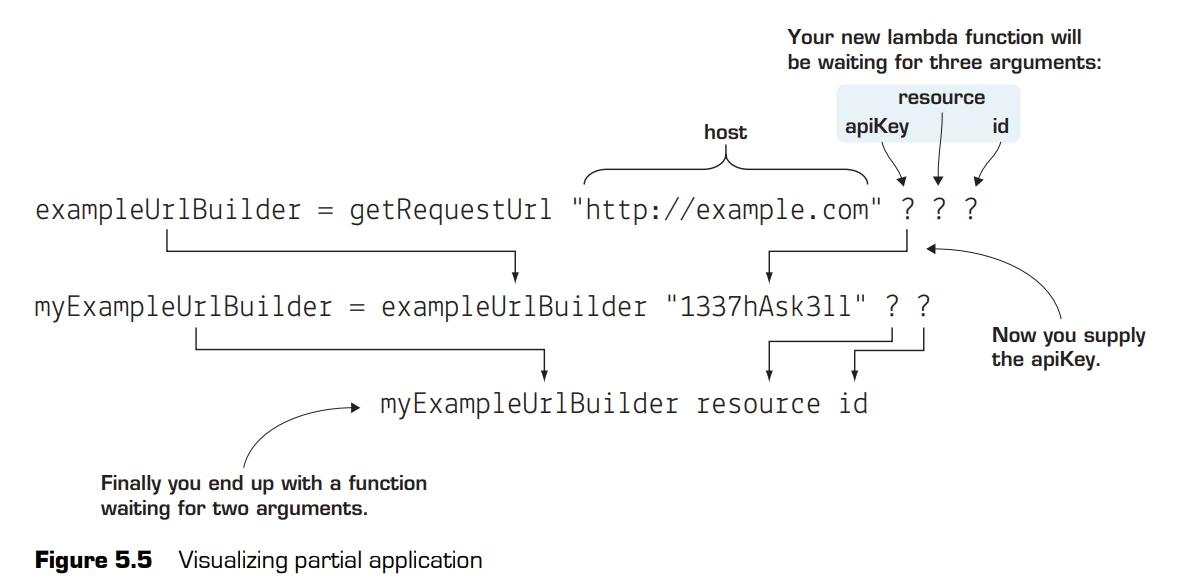 Your new lambda function will
be waiting for three arguments:
resource
apiKey id
host
exampleUrlBuilder = getRequestUrl "http://example.com" ? ? ?
myExampleUrlBuilder = exampleUrlBuilder "1337hAsk3ll" ? ?
Now you supply
the apiKey.
myExampleUrlBuilder resource id
Finally you end up with a function
waiting for two arguments.
Figure 5.5 Visualizing partial application